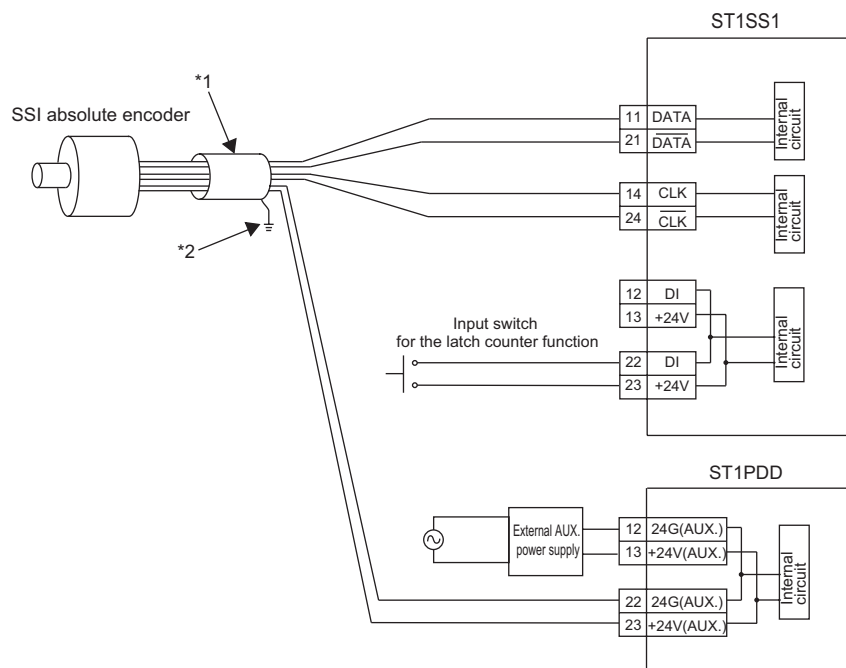 ST1SS1
*1
SSI absolute encoder
11 DATA
21 D̅A̅T̅A̅
Internal
circuit
14 CLK
24 C̅L̅K̅
Internal
circuit
*2
12 DI
13 +24V
Internal
circuit
Input switch
for the latch counter function
22 DI
23 +24V
ST1PDD
External AUX.
power supply
12 24G(AUX.)
13 +24V(AUX.)
Internal
circuit
22 24G(AUX.)
23 +24V(AUX.)